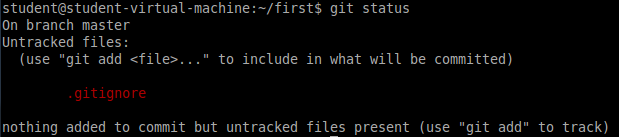 student@student-virtual-machine:~/first$ git status
On branch master
Untracked files:
  (use "git add <file>..." to include in what will be committed)
        .gitignore
nothing added to commit but untracked files present (use "git add" to track)